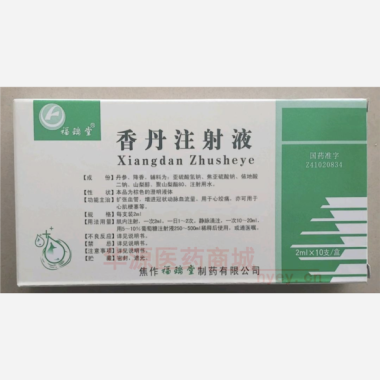 福瑞堂®
香丹注射液
Xiangdan Zhusheye
国药准字
241020834
【成 份】 丹参、降香。辅料为：亚硫酸氢钠、焦亚硫酸钠、依地酸
二钠、山梨醇、聚山梨酯80、注射用水。
【性 状】 本品为棕色的澄明液体
【功能主治】 扩张血管，增进冠状动脉血流量。用于心绞痛，亦可用于
心肌梗塞等。
【规 格】 每支装2ml
【用法用量】 肌内注射，一次2ml，一日1~2次。静脉滴注，一次10~20ml，
用5~10%葡萄糖注射液250~500ml稀释后使用，或遵医嘱。
【不良反应】 详见说明书。
【禁 忌】 详见说明书。
【注意事项】 详见说明书。
【贮 藏】 密封，遮光。
华源医药商城
焦作福瑞堂制药有限公司
2ml×10支/盒